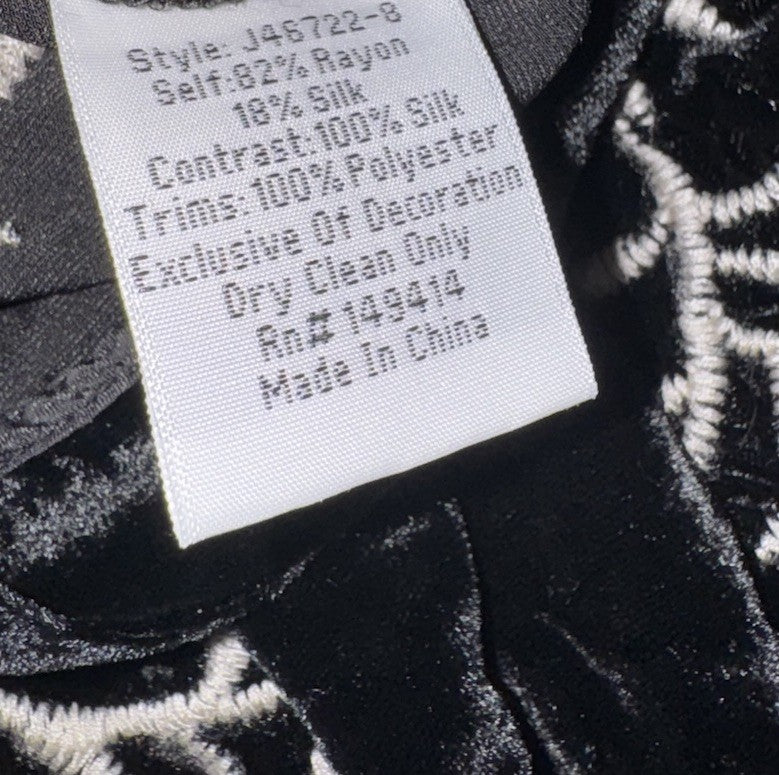 Style: J46722-8
Self:82% Rayon
18% Silk
Contrast:100% Silk
Trims:100% Polyester
Exclusive Of Decoration
Dry Clean Only
Rn# 149414
Made In China